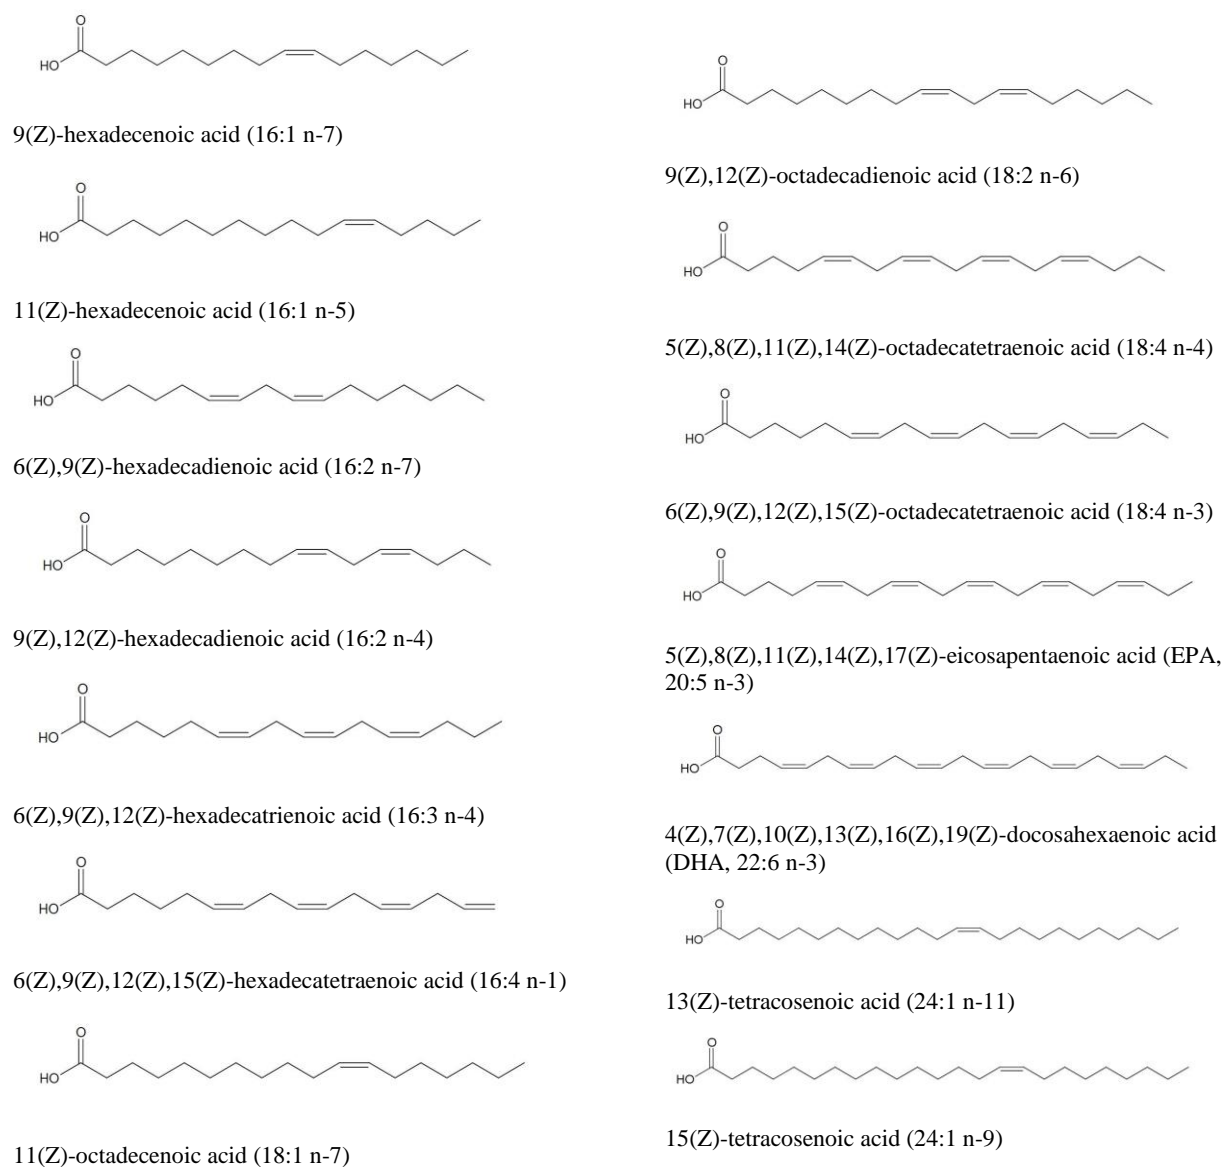 O
HO
9(Z)-hexadecenoic acid (16:1 n-7)
O
HO
11(Z)-hexadecenoic acid (16:1 n-5)
O
HO
6(Z),9(Z)-hexadecadienoic acid (16:2 n-7)
O
HO
9(Z),12(Z)-hexadecadienoic acid (16:2 n-4)
O
HO
6(Z),9(Z),12(Z)-hexadecatrienoic acid (16:3 n-4)
O
HO
6(Z),9(Z),12(Z),15(Z)-hexadecatetraenoic acid (16:4 n-1)
O
HO
11(Z)-octadecenoic acid (18:1 n-7)
O
HO
9(Z),12(Z)-octadecadienoic acid (18:2 n-6)
O
HO
5(Z),8(Z),11(Z),14(Z)-octadecatetraenoic acid (18:4 n-4)
O
HO
6(Z),9(Z),12(Z),15(Z)-octadecatetraenoic acid (18:4 n-3)
O
HO
5(Z),8(Z),11(Z),14(Z),17(Z)-eicosapentaenoic acid (EPA,
20:5 n-3)
O
HO
4(Z),7(Z),10(Z),13(Z),16(Z),19(Z)-docosahexaenoic acid
(DHA, 22:6 n-3)
O
HO
13(Z)-tetracosenoic acid (24:1 n-11)
O
HO
15(Z)-tetracosenoic acid (24:1 n-9)